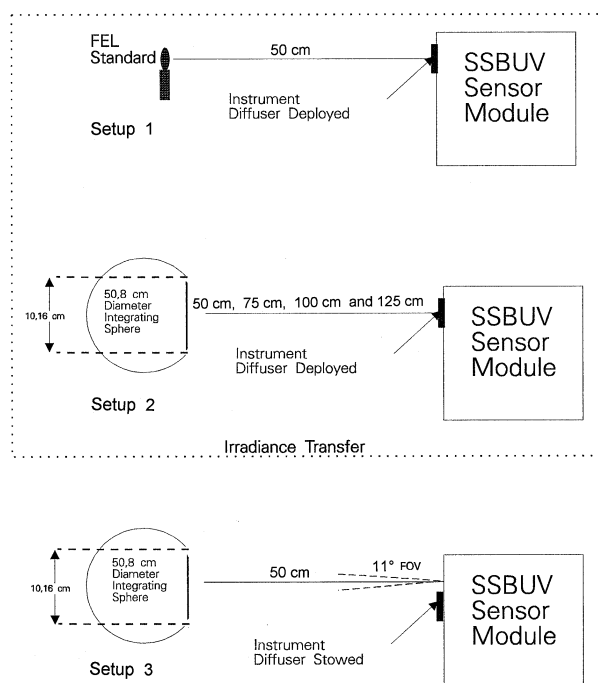 FEL
Standard
50 cm
Instrument
Diffuser Deployed
SSBUV
Sensor
Module
Setup 1
10,16 cm
50,8 cm
Diameter
Integrating
Sphere
50 cm, 75 cm, 100 cm and 125 cm
Instrument
Diffuser Deployed
SSBUV
Sensor
Module
Setup 2
Irradiance Transfer
10,16 cm
50,8 cm
Diameter
Integrating
Sphere
50 cm
11° FOV
Instrument
Diffuser Stowed
SSBUV
Sensor
Module
Setup 3